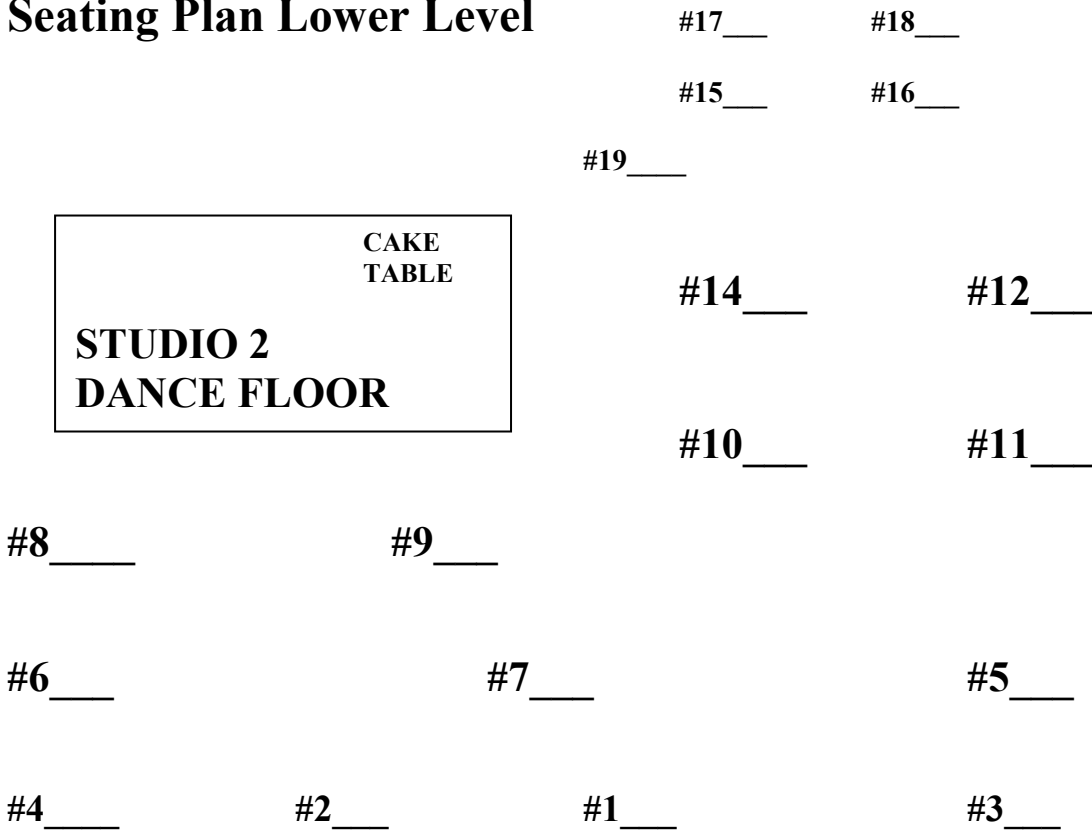 Seating Plan Lower Level #17___ #18___
#15___ #16___
#19____
CAKE
TABLE
#14___ #12___
STUDIO 2
DANCE FLOOR
#10___ #11___
#8____ #9___
#6___ #7___ #5___
#4____ #2___ #1___ #3___